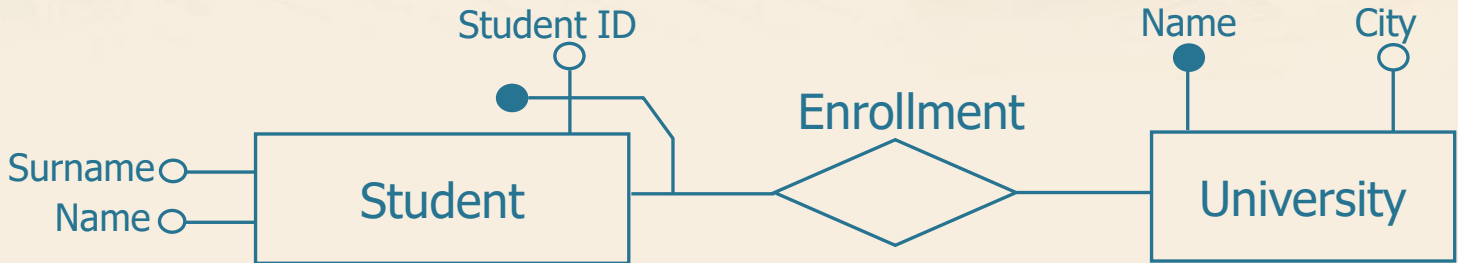 Student ID
Name
City
Enrollment
Surname
Name
Student
University